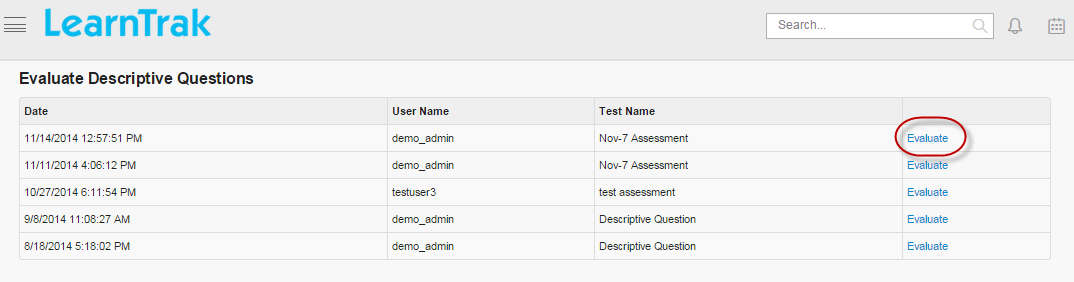 LearnTrak
Search...
Evaluate Descriptive Questions
Date User Name Test Name
11/14/2014 12:57:51 PM demo_admin Nov-7 Assessment Evaluate
11/11/2014 4:06:12 PM demo_admin Nov-7 Assessment Evaluate
10/27/2014 6:11:54 PM testuser3 test assessment Evaluate
9/8/2014 11:08:27 AM demo_admin Descriptive Question Evaluate
8/18/2014 5:18:02 PM demo_admin Descriptive Question Evaluate